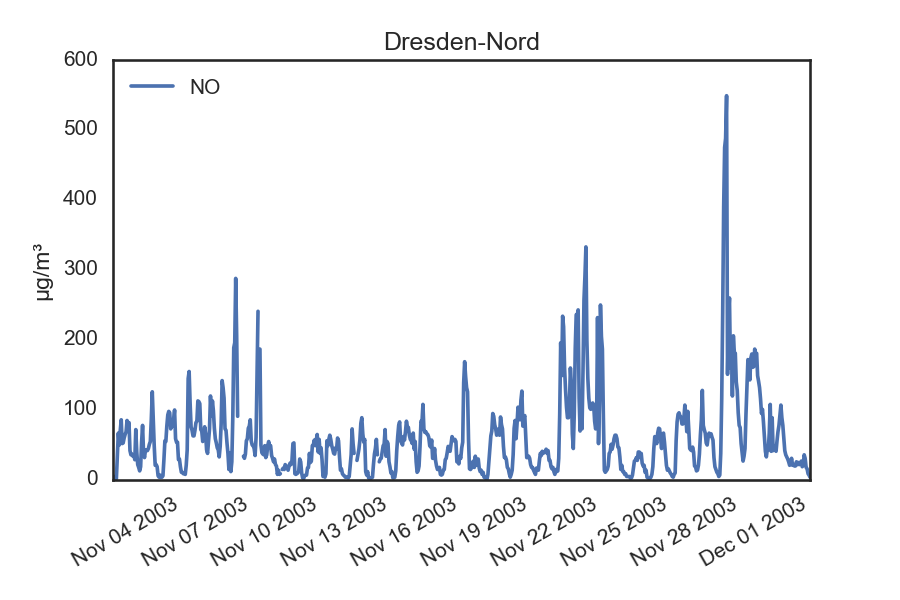 Dresden-Nord
600
500
400
300
200
100
0
µg/m³
NO
Nov 04 2003
Nov 07 2003
Nov 10 2003
Nov 13 2003
Nov 16 2003
Nov 19 2003
Nov 22 2003
Nov 25 2003
Nov 28 2003
Dec 01 2003